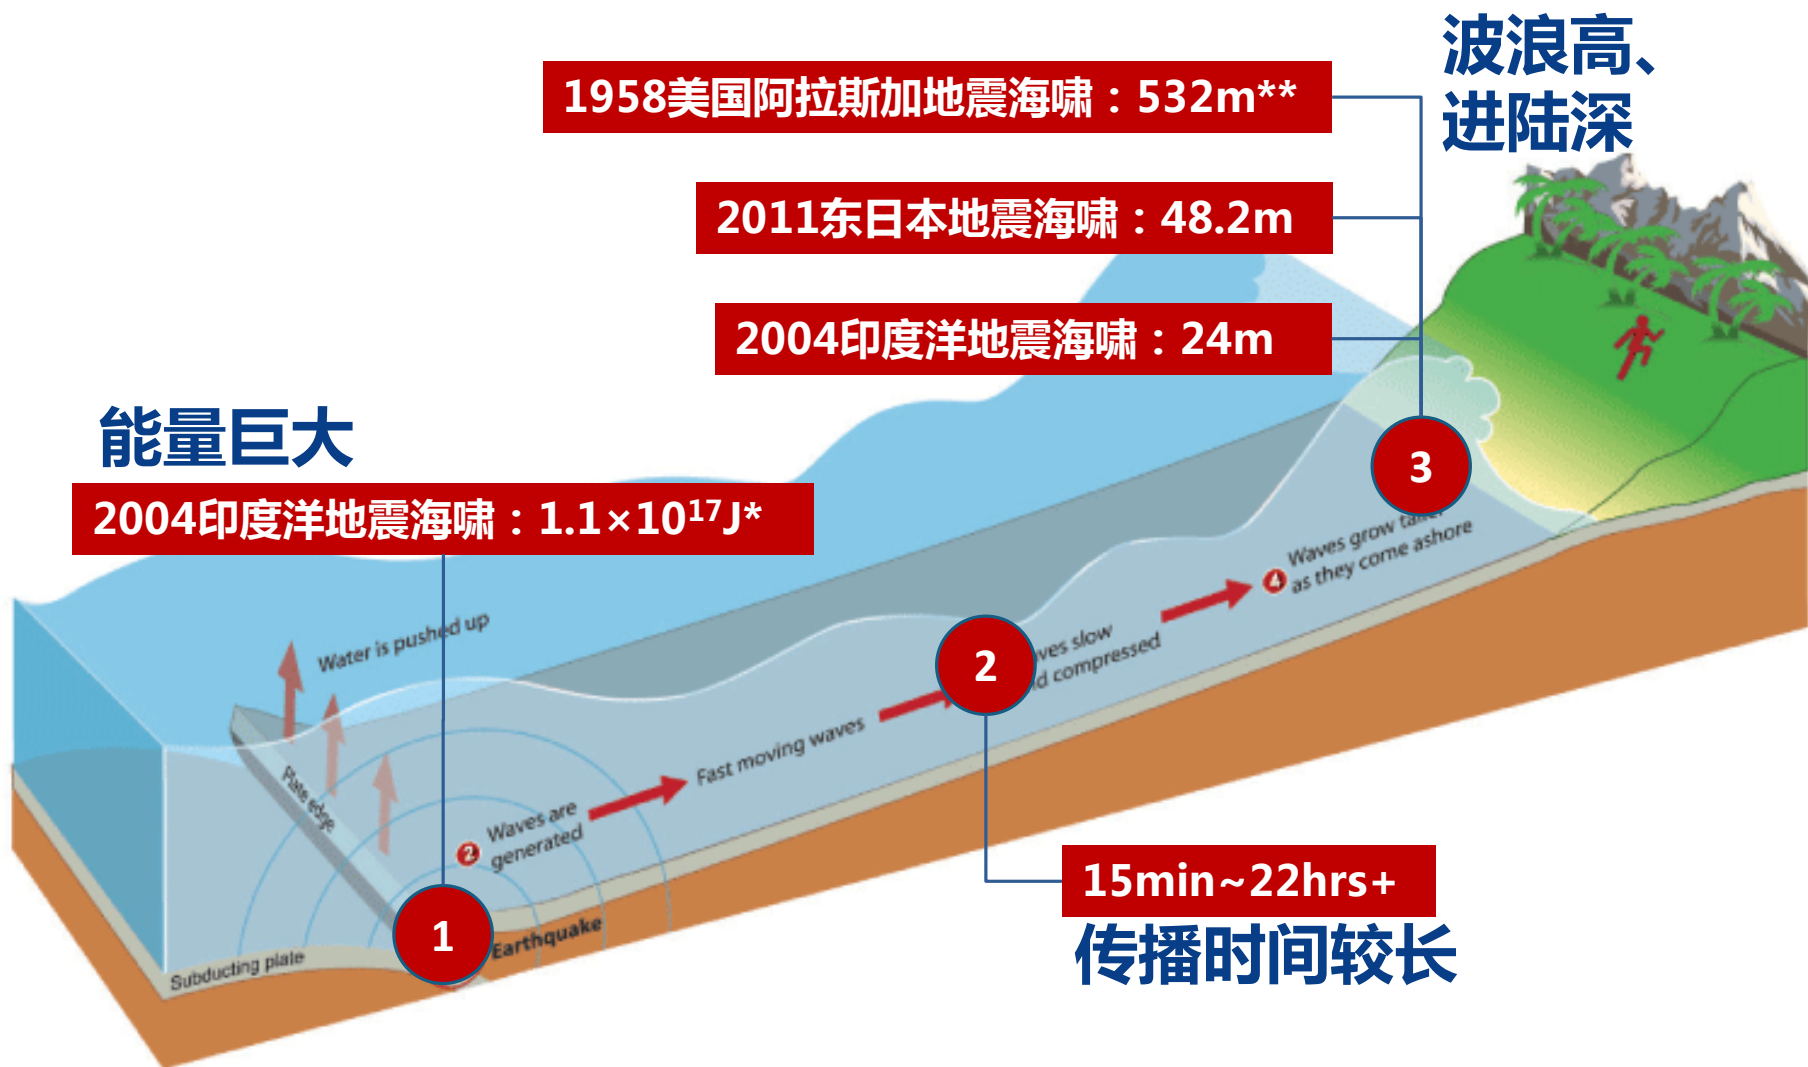 波浪高、
进陆深
1958美国阿拉斯加地震海啸：532m**
2011东日本地震海啸：48.2m
2004印度洋地震海啸：24m
能量巨大
2004印度洋地震海啸：1.1×10¹⁷J*
3
Waves grow
as they come ashore
4
Water is pushed up
2
slow
compressed
Fast moving waves
Plate edge
2
Waves are
generated
15min~22hrs+
传播时间较长
1
Earthquake
Subducting plate